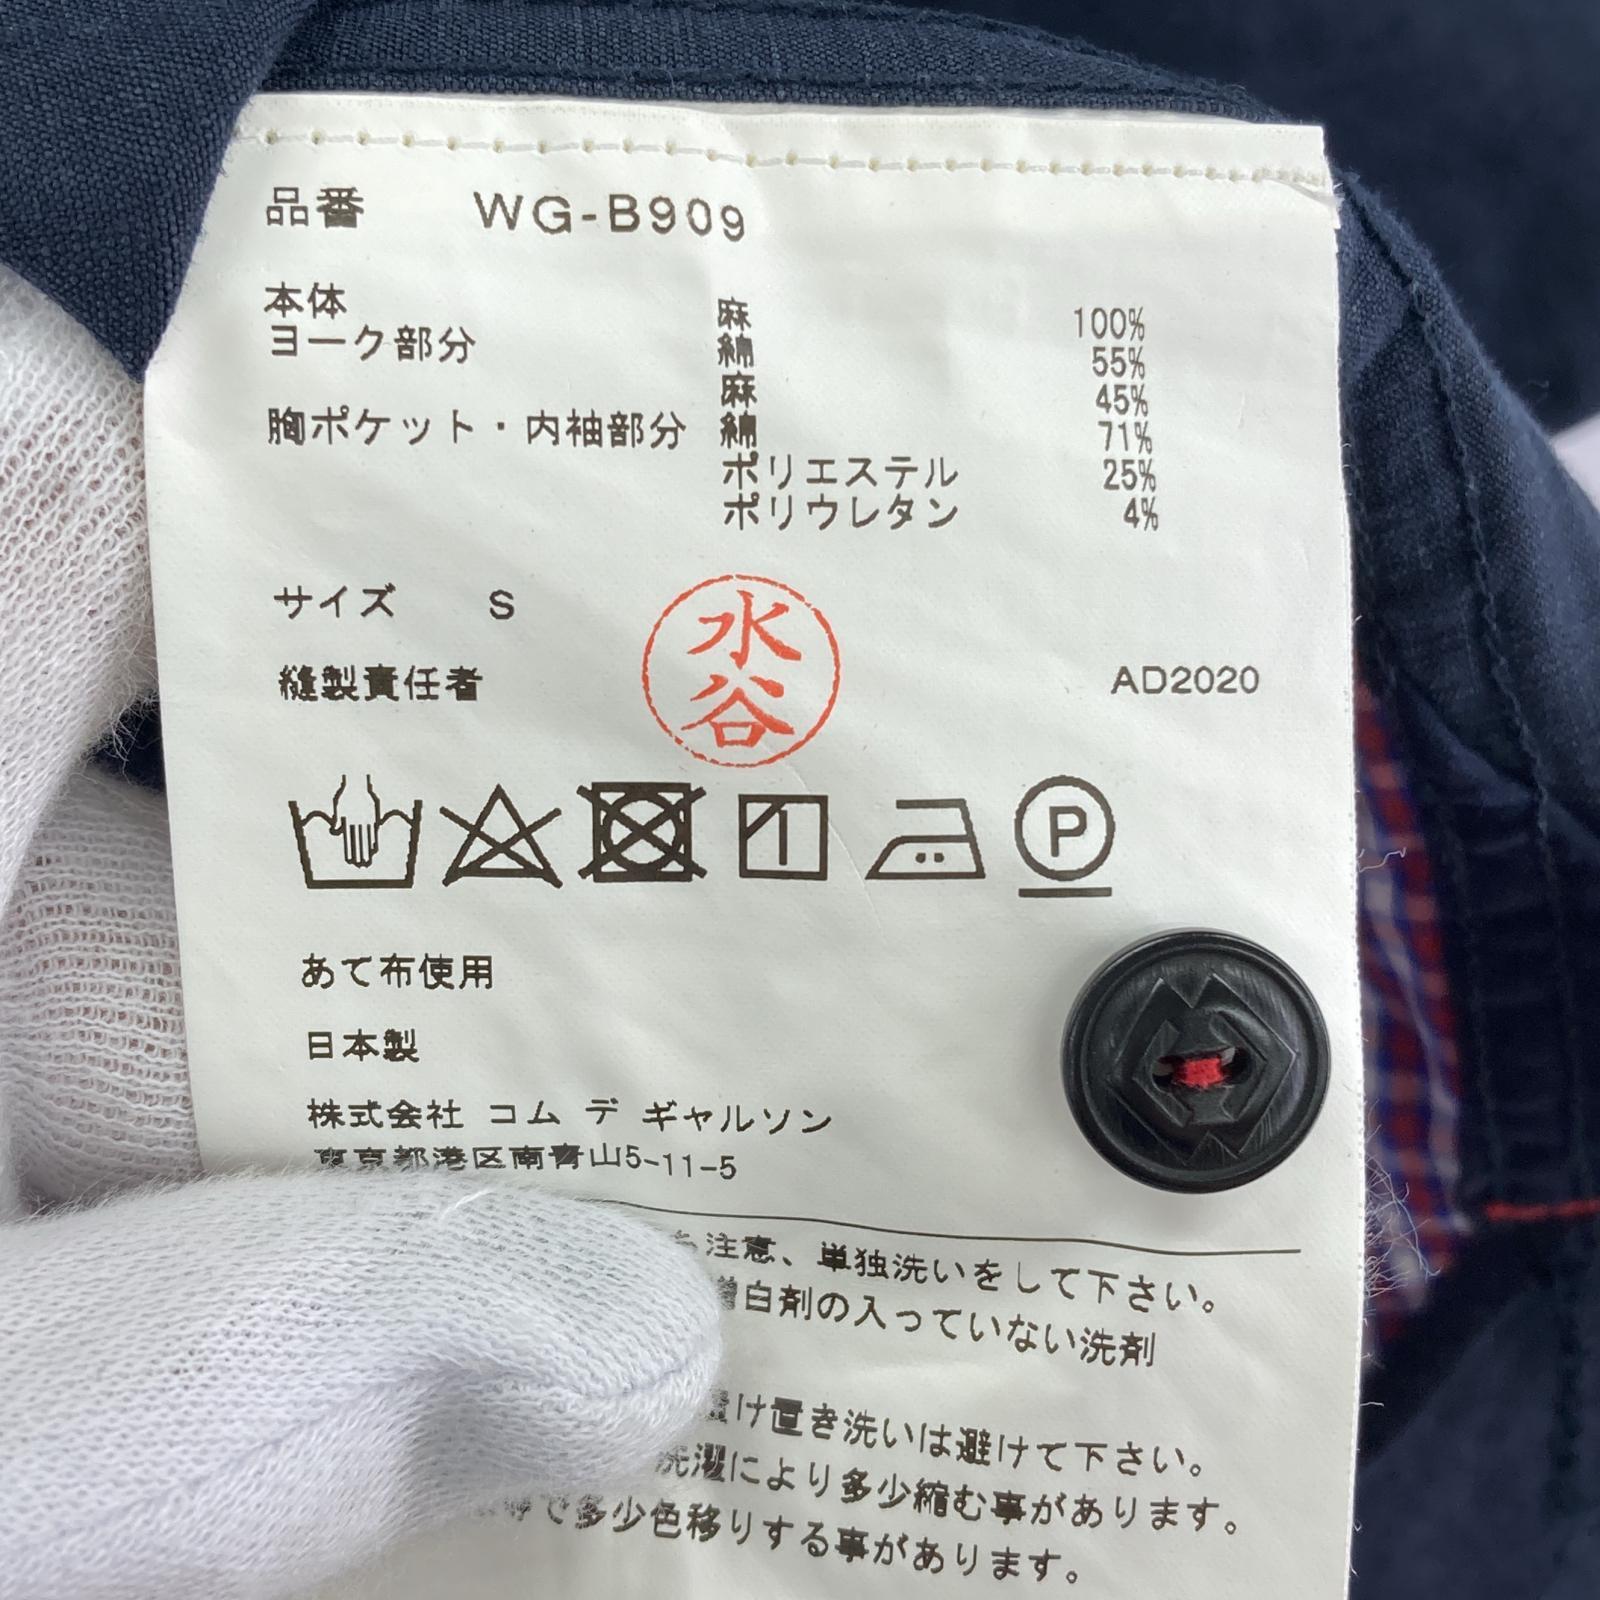 品番 WG-B909
本体 麻 100%
ヨーク部分 綿 55%
麻 45%
胸ポケット・内袖部分 綿 71%
ポリエステル 25%
ポリウレタン 4%
サイズ S
水谷
縫製責任者 AD2020
P
あて布使用
日本製
株式会社 コム デ ギャルソン
東京都港区南青山5-11-5
注意、単独洗いをして下さい。
増白剤の入っていない洗剤
け置き洗いは避けて下さい。
洗濯により多少縮む事があります。
で多少色移りする事があります。